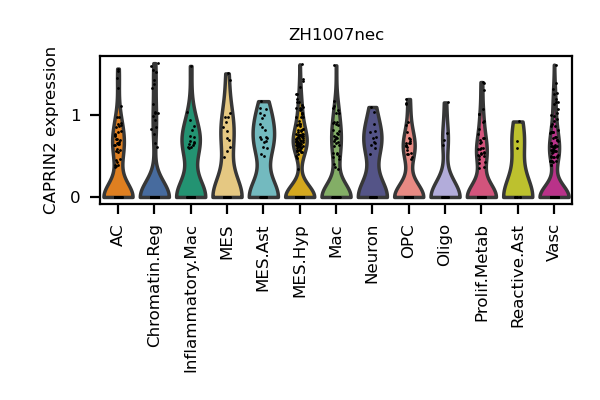 ZH1007nec
CAPRIN2 expression
1
0
AC
Chromatin.Reg
Inflammatory.Mac
MES
MES.Ast
MES.Hyp
Mac
Neuron
OPC
Oligo
Prolif.Metab
Reactive.Ast
Vasc